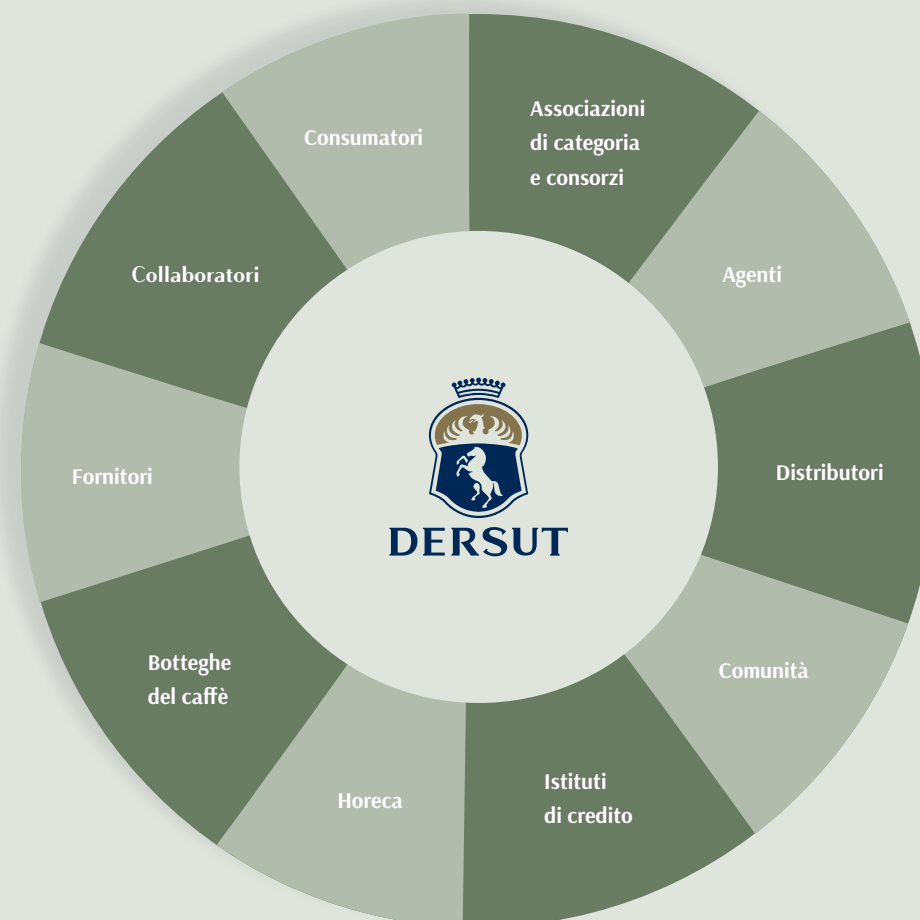 Consumatori
Associazioni
di categoria
e consorzi
Collaboratori
Agenti
Fornitori
Distributori
DERSUT
Botteghe
del caffè
Comunità
Horeca
Istituti
di credito